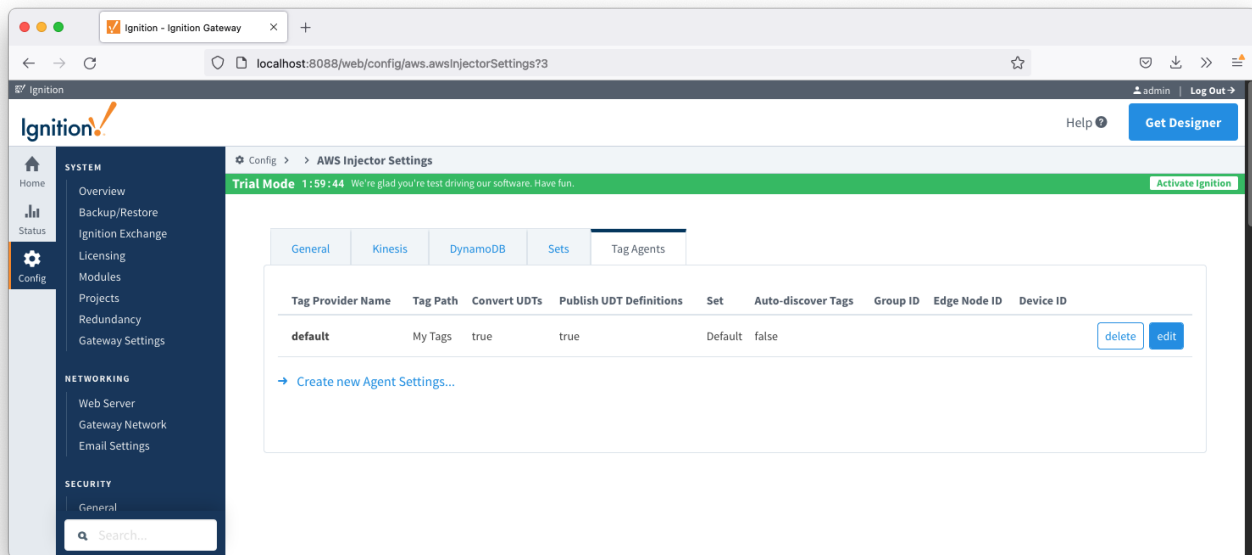 Ignition - Ignition Gateway
localhost:8088/web/config/aws.awsInjectorSettings?3
Ignition
admin | Log Out
Ignition!
Help
Get Designer
Config > > AWS Injector Settings
Trial Mode 1:59:44 We're glad you're test driving our software. Have fun.
Activate Ignition
Home
Status
Config
SYSTEM
Overview
Backup/Restore
Ignition Exchange
Licensing
Modules
Projects
Redundancy
Gateway Settings
NETWORKING
Web Server
Gateway Network
Email Settings
SECURITY
General
Search...
General Kinesis DynamoDB Sets Tag Agents
Tag Provider Name Tag Path Convert UDTs Publish UDT Definitions Set Auto-discover Tags Group ID Edge Node ID Device ID
default My Tags true true Default false delete edit
Create new Agent Settings...